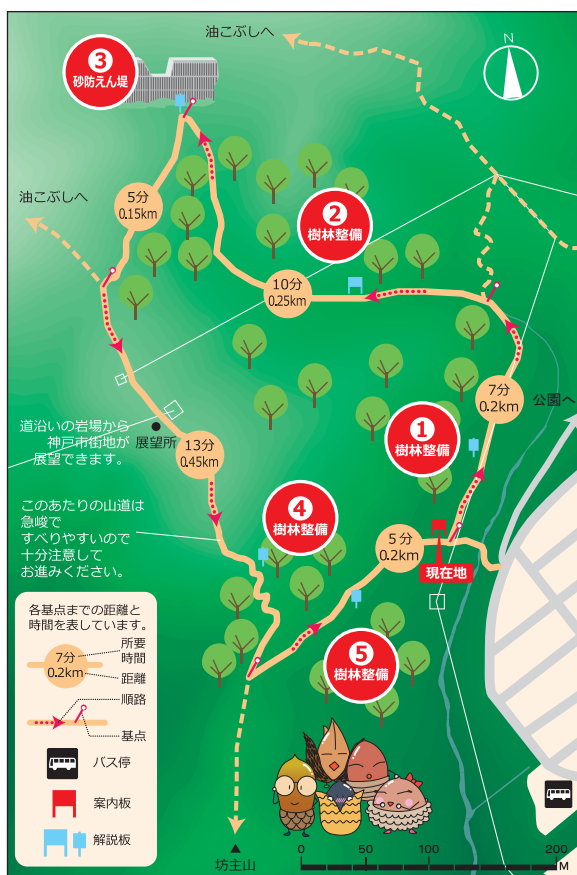 油こぶしへ
N
3
砂防えん堤
5分
0.15km
油こぶしへ
2
樹林整備
10分
0.25km
7分
0.2km
公園へ
1
樹林整備
道沿いの岩場から
神戸市街地が
展望できます。
展望所
13分
0.45km
このあたりの山道は
急峻で
すべりやすいので
十分注意して
お進みください。
4
樹林整備
5分
0.2km
現在地
5
樹林整備
各基点までの距離と
時間を表しています。
7分
0.2km
所要
時間
距離
順路
基点
バス停
案内板
解説板
坊主山
0 50 100 200
M